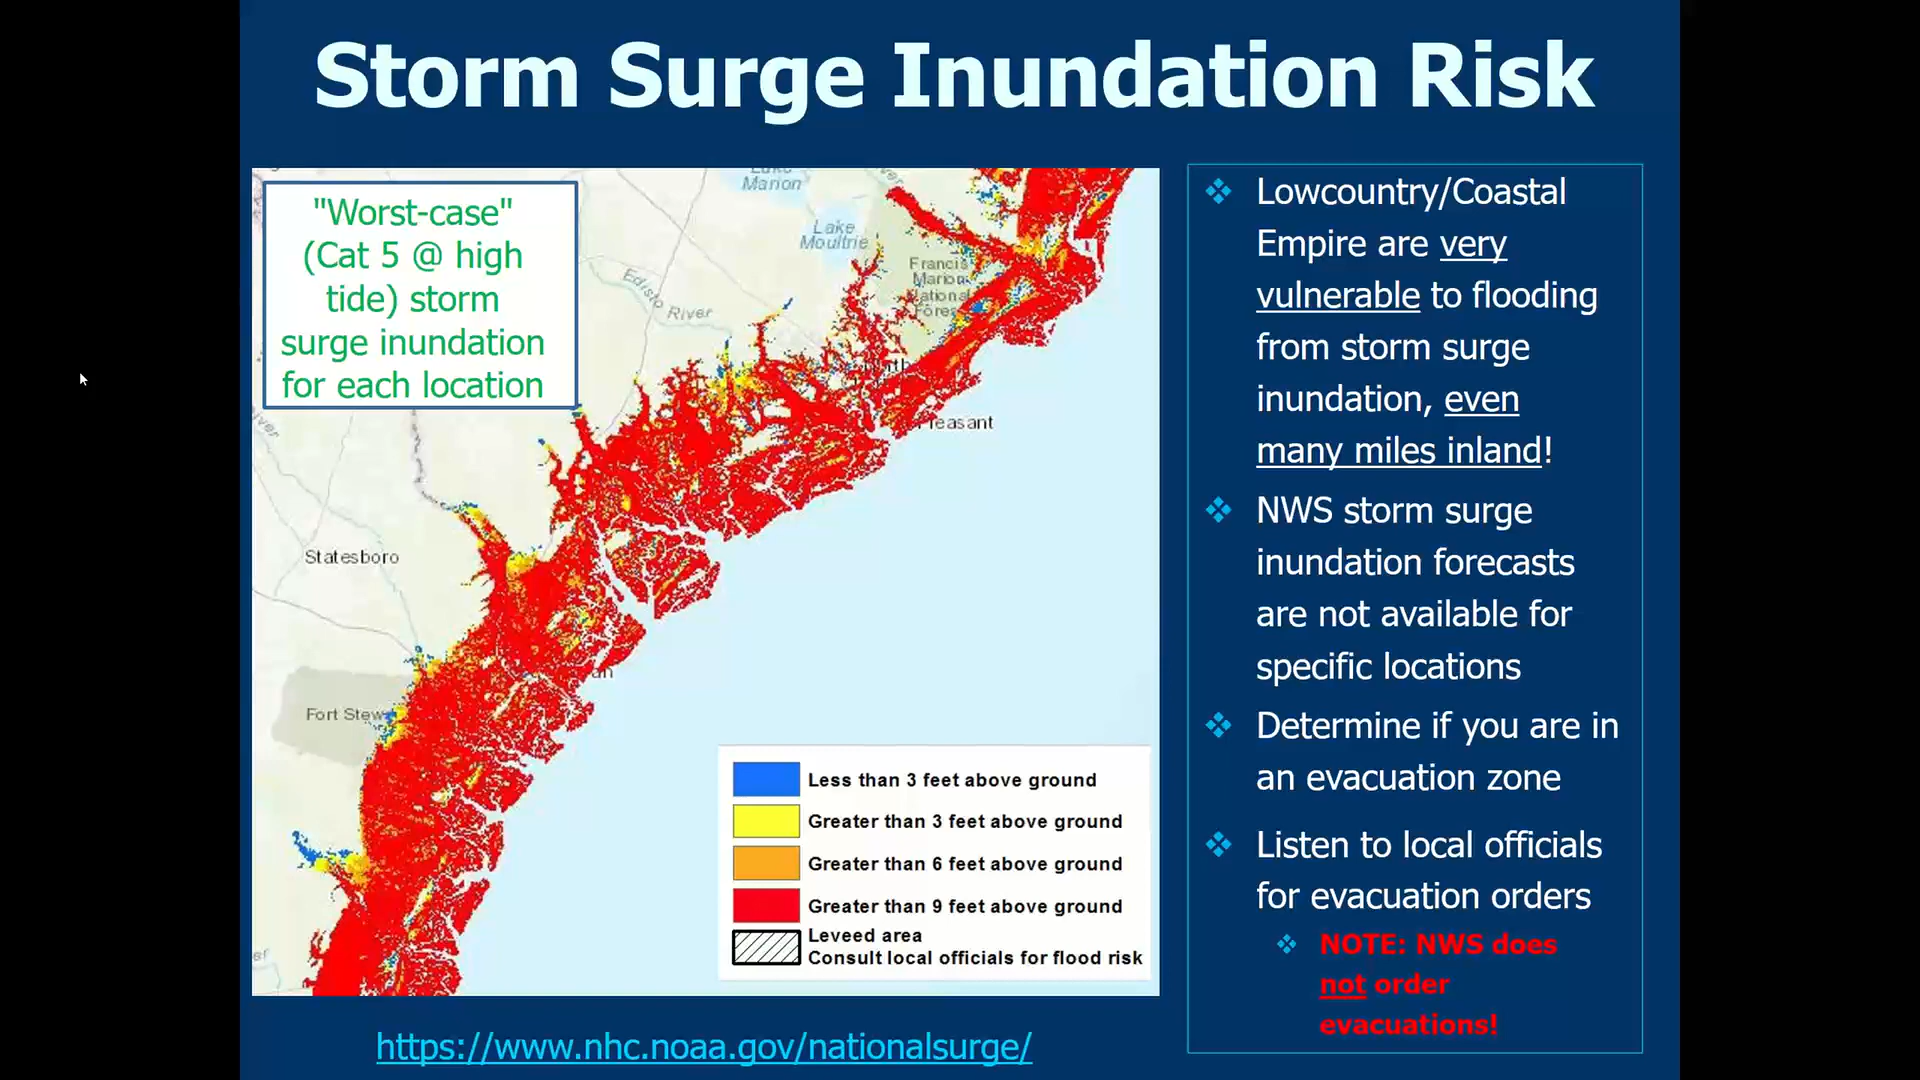 Storm Surge Inundation Risk
"Worst-case"
(Cat 5 @ high
tide) storm
surge inundation
for each location
Lake
Marion
Lake
Moultrie
Francis
Marion
National
Edisto River
Statesboro
Less than 3 feet above ground
Greater than 3 feet above ground
Greater than 6 feet above ground
Greater than 9 feet above ground
Leveed area
Consult local officials for flood risk
https://www.nhc.noaa.gov/nationalsurge/
Lowcountry/Coastal
Empire are very
vulnerable to flooding
from storm surge
inundation, even
many miles inland!
NWS storm surge
inundation forecasts
are not available for
specific locations
Determine if you are in
an evacuation zone
Listen to local officials
for evacuation orders
NOTE: NWS does
not order
evacuations!